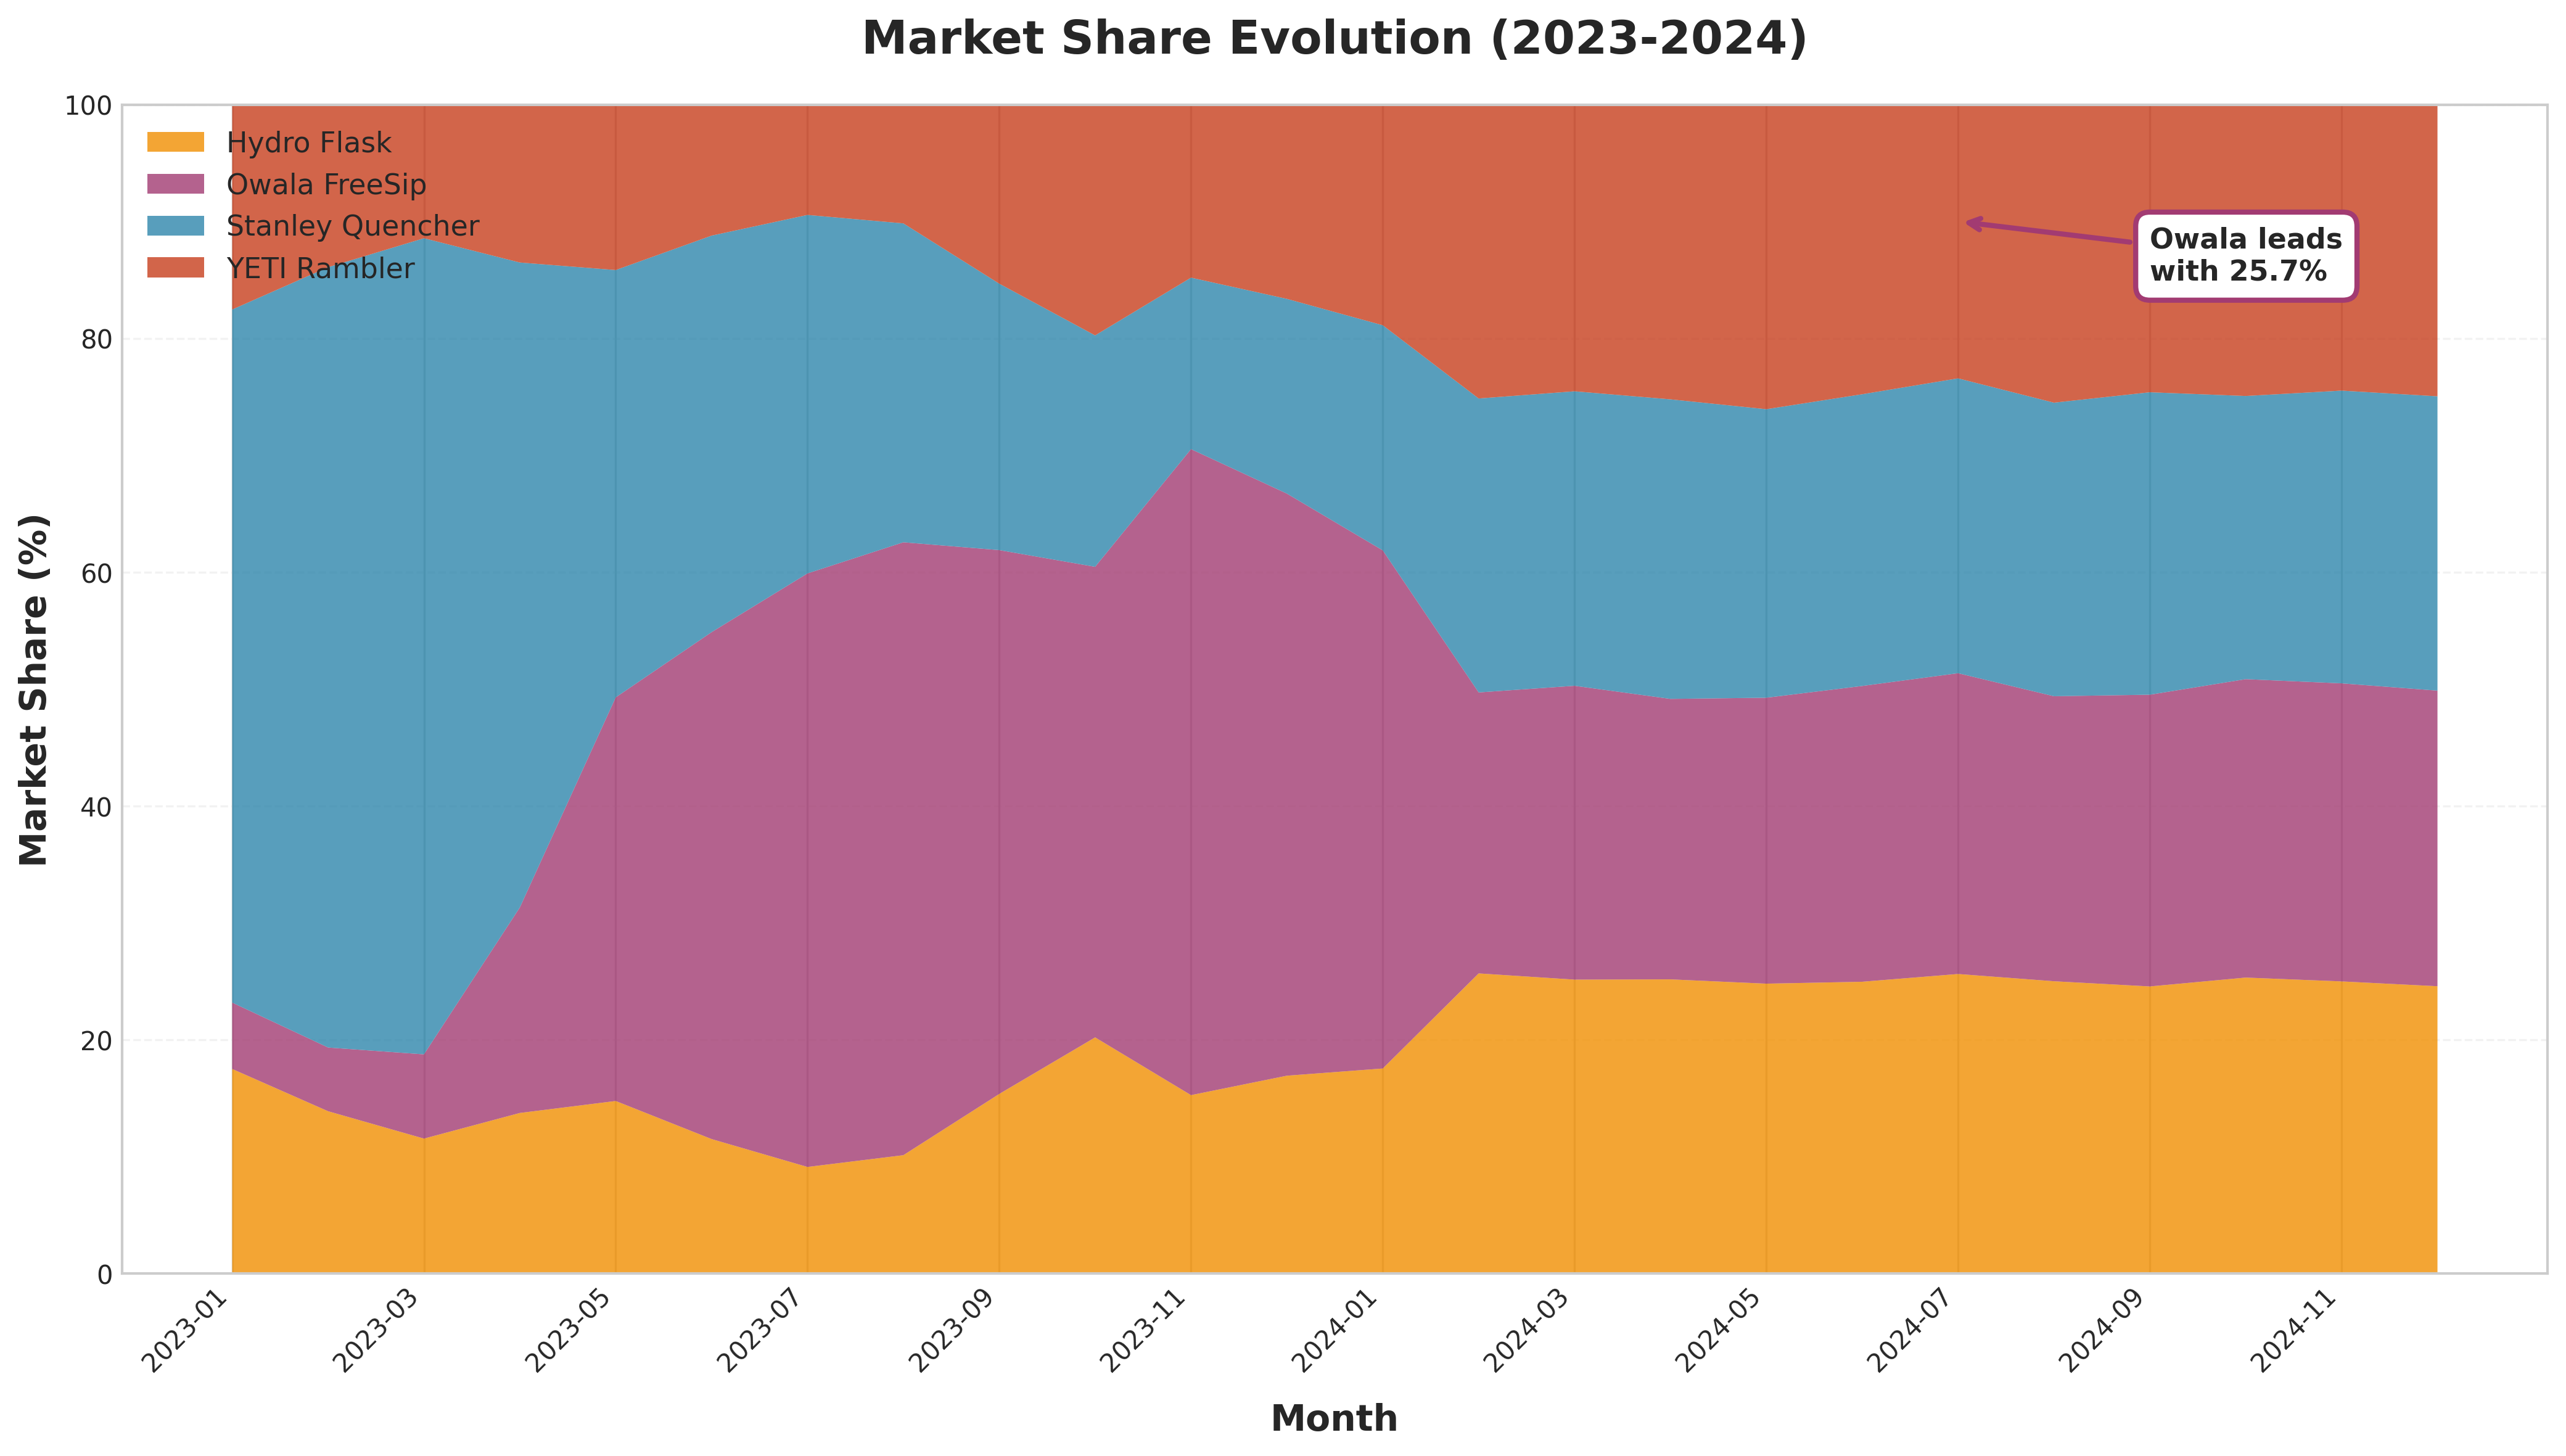 Market Share Evolution (2023-2024)
Market Share (%)
100
80
60
40
20
0
Hydro Flask
Owala FreeSip
Stanley Quencher
YETI Rambler
Owala leads
with 25.7%
2023-01
2023-03
2023-05
2023-07
2023-09
2023-11
2024-01
2024-03
2024-05
2024-07
2024-09
2024-11
Month